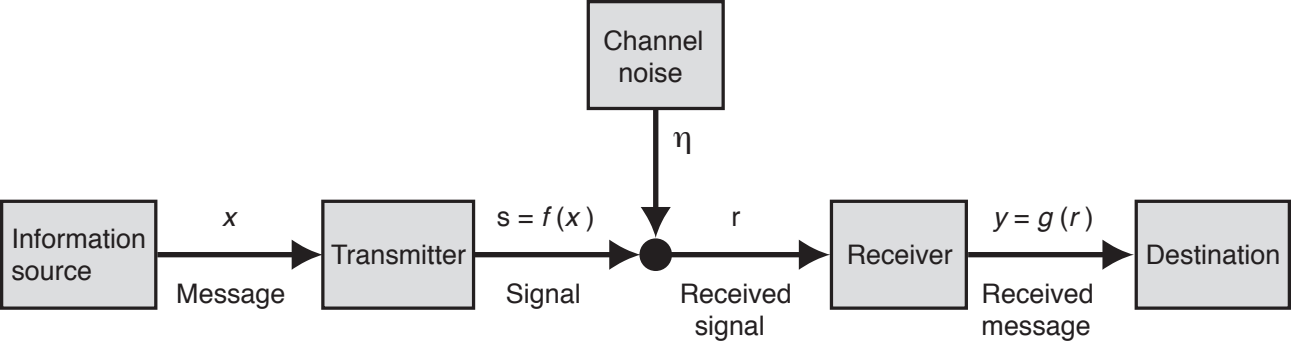 Channel
noise
η
x
s = f(x)
r
y = g(r)
Information
source
Transmitter
Receiver
Destination
Message
Signal
Received
signal
Received
message